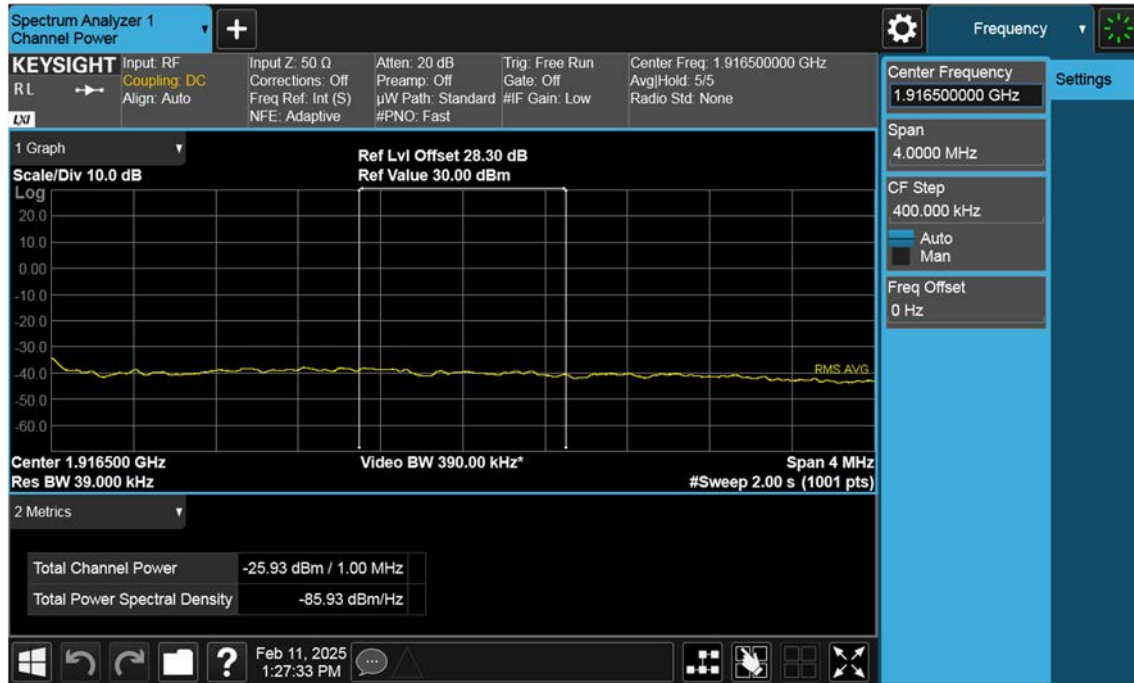 Spectrum Analyzer 1
Channel Power
Frequency
KEYSIGHT
RL
LXI
Input: RF
Coupling: DC
Align: Auto
Input Z: 50 Ω
Corrections: Off
Freq Ref: Int (S)
NFE: Adaptive
Atten: 20 dB
Preamp: Off
µW Path: Standard
#PNO: Fast
Trig: Free Run
Gate: Off
#IF Gain: Low
Center Freq: 1.916500000 GHz
Avg|Hold: 5/5
Radio Std: None
Center Frequency
1.916500000 GHz
Settings
Span
4.0000 MHz
CF Step
400.000 kHz
Auto
Man
Freq Offset
0 Hz
1 Graph
Scale/Div 10.0 dB
Ref Lvl Offset 28.30 dB
Ref Value 30.00 dBm
Log
20.0
10.0
0.00
-10.0
-20.0
-30.0
-40.0
-50.0
-60.0
RMS AVG
Center 1.916500 GHz
Video BW 390.00 kHz*
Span 4 MHz
Res BW 39.000 kHz
#Sweep 2.00 s (1001 pts)
2 Metrics
Total Channel Power -25.93 dBm / 1.00 MHz
Total Power Spectral Density -85.93 dBm/Hz
?
Feb 11, 2025
1:27:33 PM